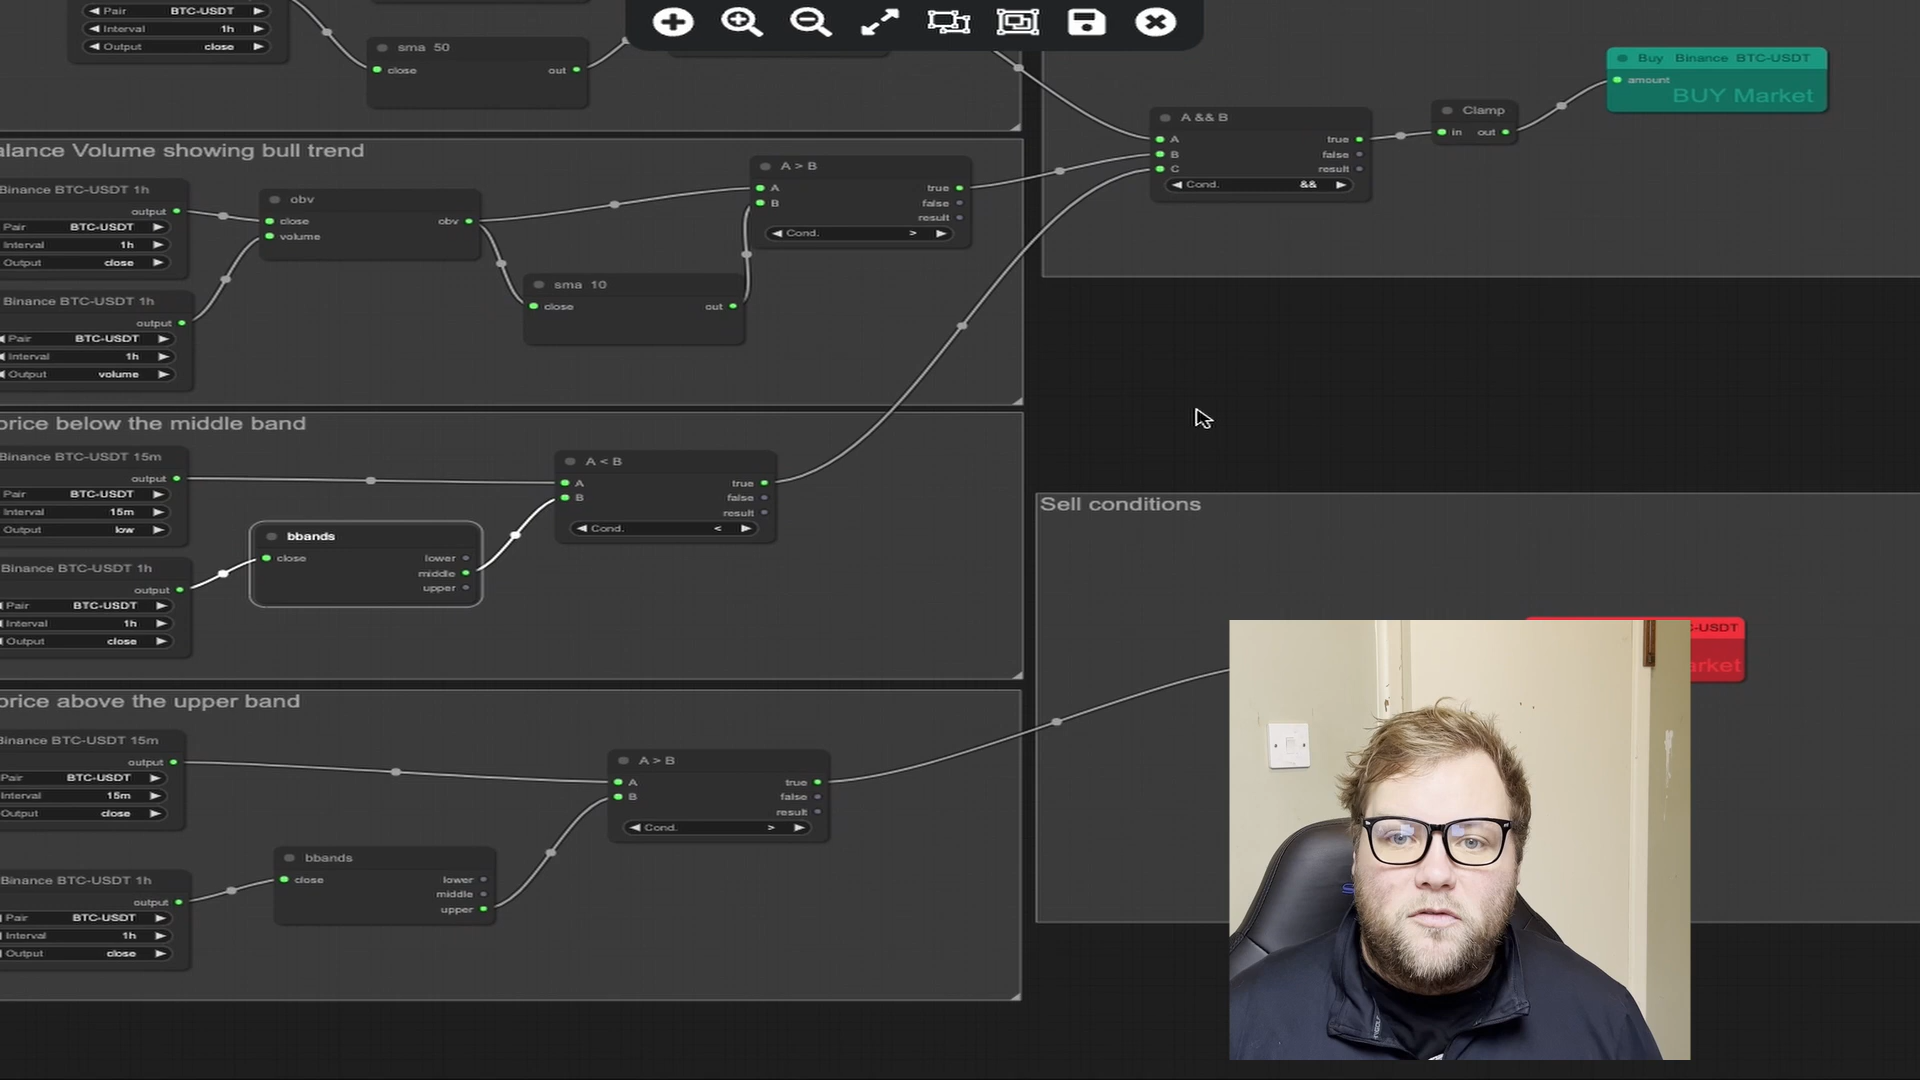 Pair BTC-USDT
Interval 1h
Output close
sma 50
close out
alance Volume showing bull trend
Binance BTC-USDT 1h
output
Pair BTC-USDT
Interval 1h
Output close
Binance BTC-USDT 1h
output
Pair BTC-USDT
Interval 1h
Output volume
obv
close obv
volume
sma 10
close out
A > B
A true
B false
result
Cond. >
price below the middle band
Binance BTC-USDT 15m
output
Pair BTC-USDT
Interval 15m
Output low
Binance BTC-USDT 1h
output
Pair BTC-USDT
Interval 1h
Output close
bbands
close lower
middle
upper
A < B
A true
B false
result
Cond. <
price above the upper band
Binance BTC-USDT 15m
output
Pair BTC-USDT
Interval 15m
Output close
Binance BTC-USDT 1h
output
Pair BTC-USDT
Interval 1h
Output close
bbands
close lower
middle
upper
A > B
A true
B false
result
Cond. >
A && B
A true
B false
C result
Cond. &&
Clamp
in out
Buy Binance BTC-USDT
amount
BUY Market
Sell conditions
C-USDT
arket